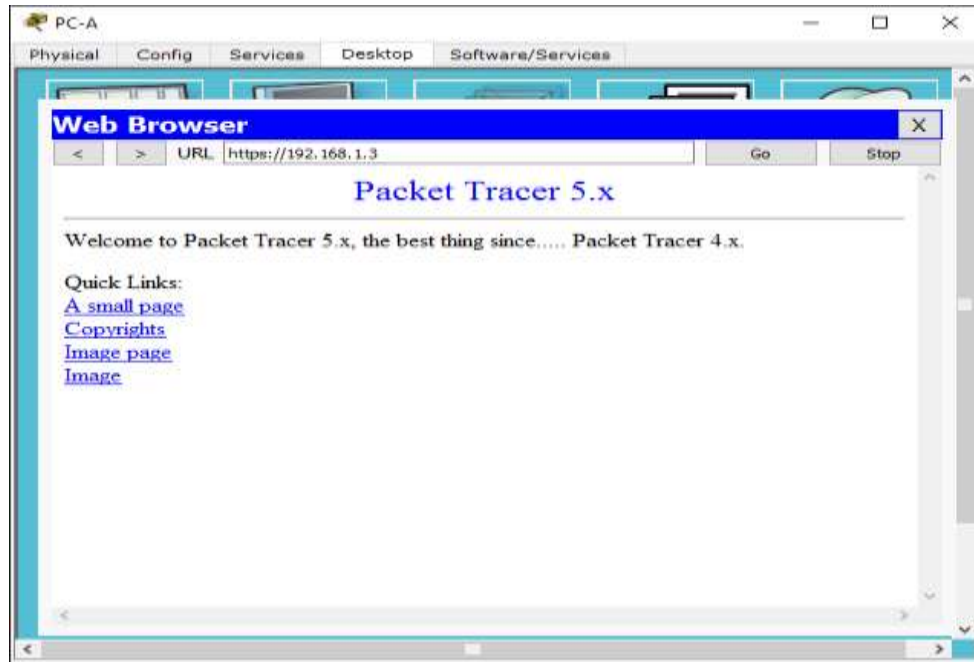 PC-A
Physical Config Services Desktop Software/Services
Web Browser X
< > URL https://192.168.1.3 Go Stop
Packet Tracer 5.x
Welcome to Packet Tracer 5.x, the best thing since..... Packet Tracer 4.x.
Quick Links:
A small page
Copyrights
Image page
Image